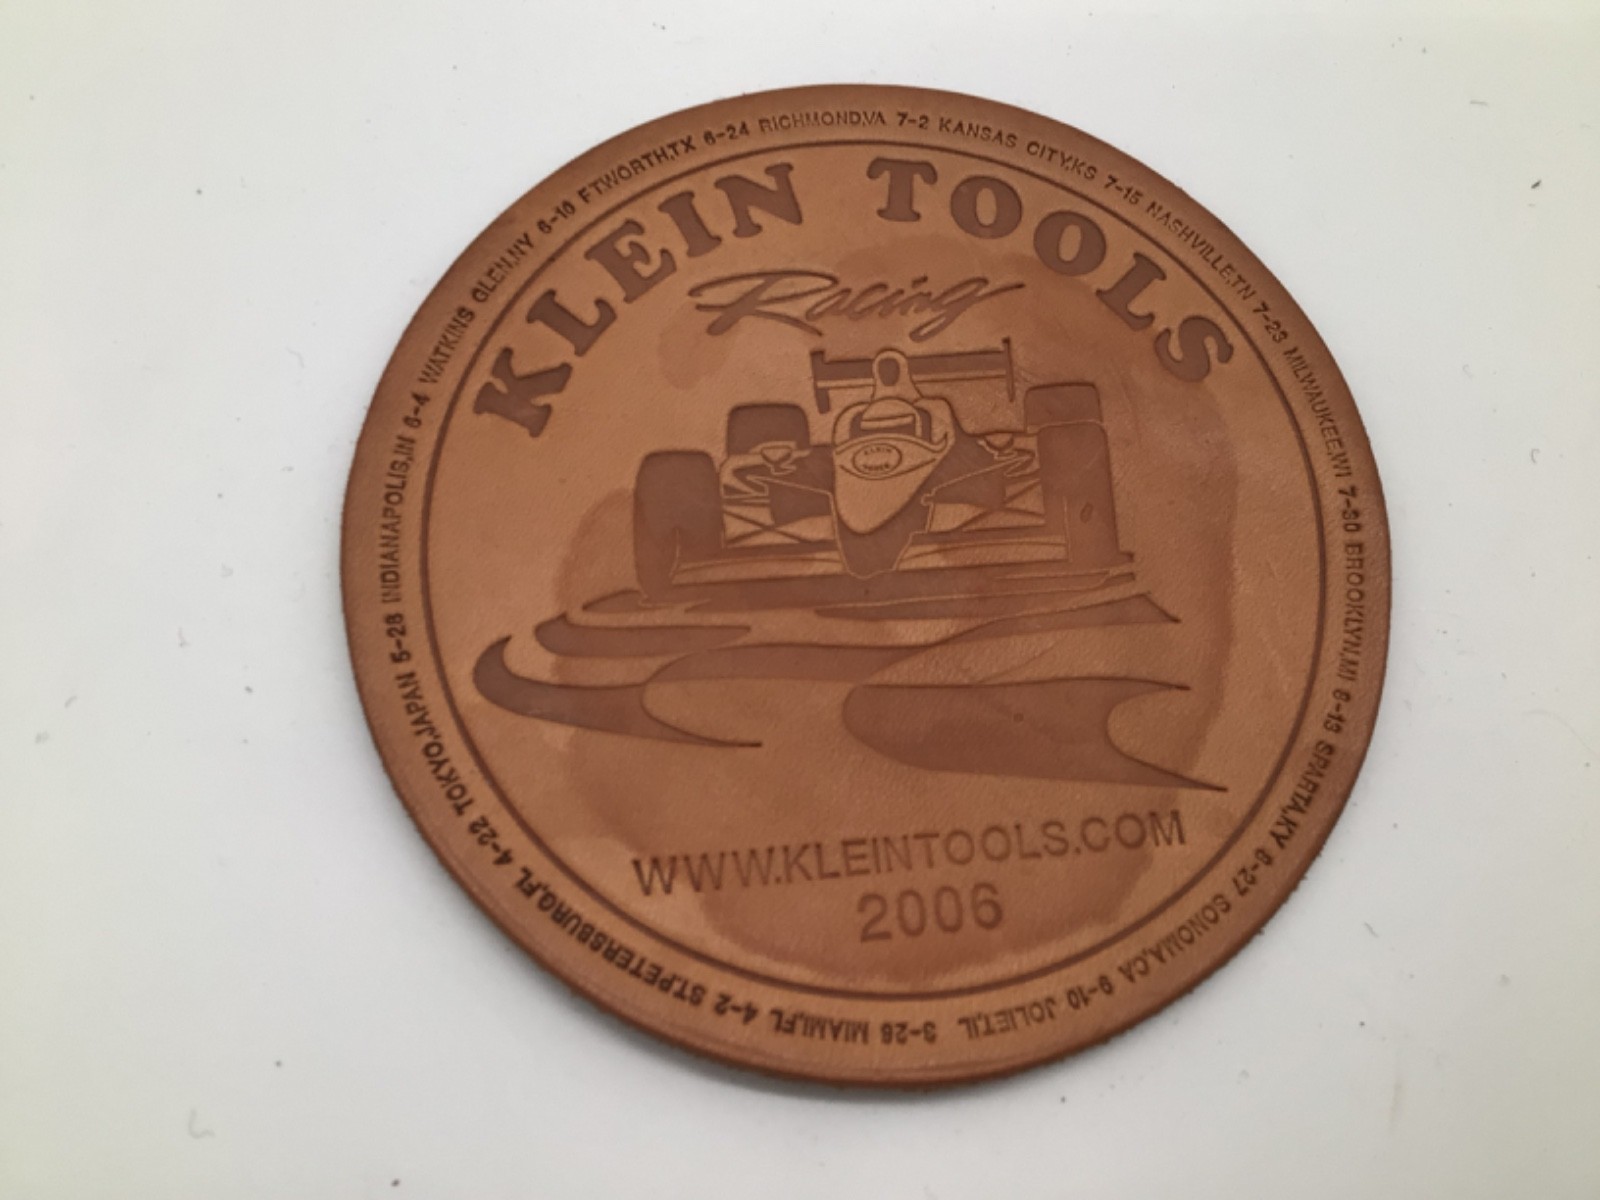 KLEIN TOOLS
Racing
KLEIN
WWW.KLEINTOOLS.COM
2006
3-26 MIAMI,FL 4-2 ST.PETERSBURG,FL 4-22 TOKYO,JAPAN 5-28 INDIANAPOLIS,IN 6-4 WATKINS GLEN,NY 6-10 FT.WORTH,TX 6-24 RICHMOND,VA 7-2 KANSAS CITY,KS 7-15 NASHVILLE,TN 7-23 MILWAUKEE,WI 7-30 BROOKLYN,MI 8-13 SPARTA,KY 8-27 SONOMA,CA 9-10 JOLIET,IL